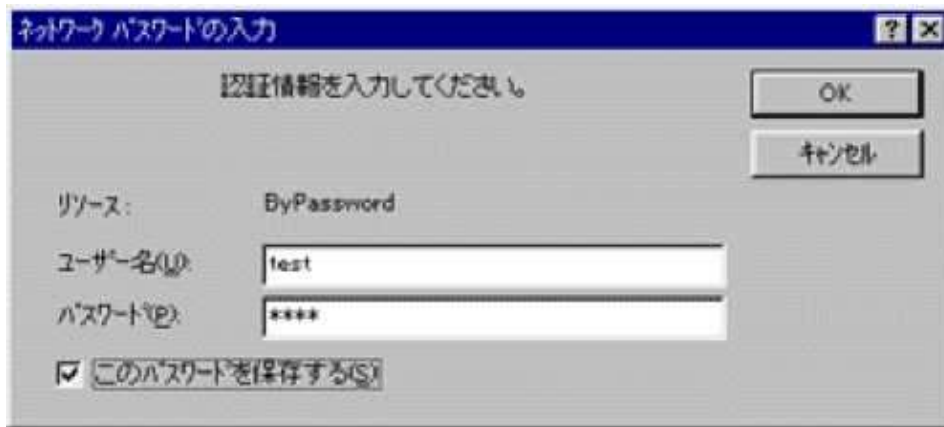 ネットワーク パスワードの入力
認証情報を入力してください。
OK
キャンセル
リソース: ByPassword
ユーザー名(U): test
パスワード(P): ****
このパスワードを保存する(S)